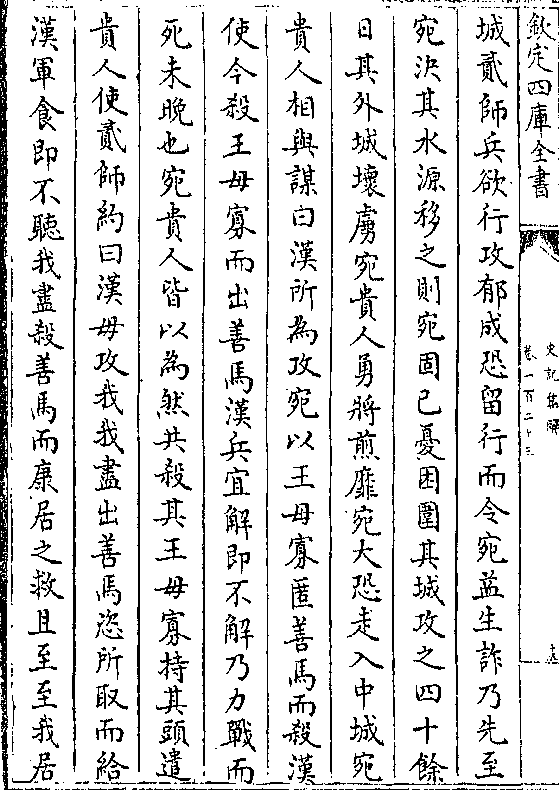 欽定四庫全書
史記集解
卷一百二十三
城貳師兵欲行攻郁成恐留行而令宛益生詐乃先至
宛決其水源移之則宛固已憂困圍其城攻之四十餘
日其外城壞虜宛貴人勇將煎靡宛大恐走入中城宛
貴人相與謀曰漢所為攻宛以王毋寡匿善馬而殺漢
使今殺王毋寡而出善馬漢兵宜解即不解乃力戰而
死未晚也宛貴人皆以為然共殺其王毋寡持其頭遣
貴人使貳師約曰漢毋攻我我盡出善馬恣所取而給
漢軍食即不聽我盡殺善馬而康居之救且至至我居